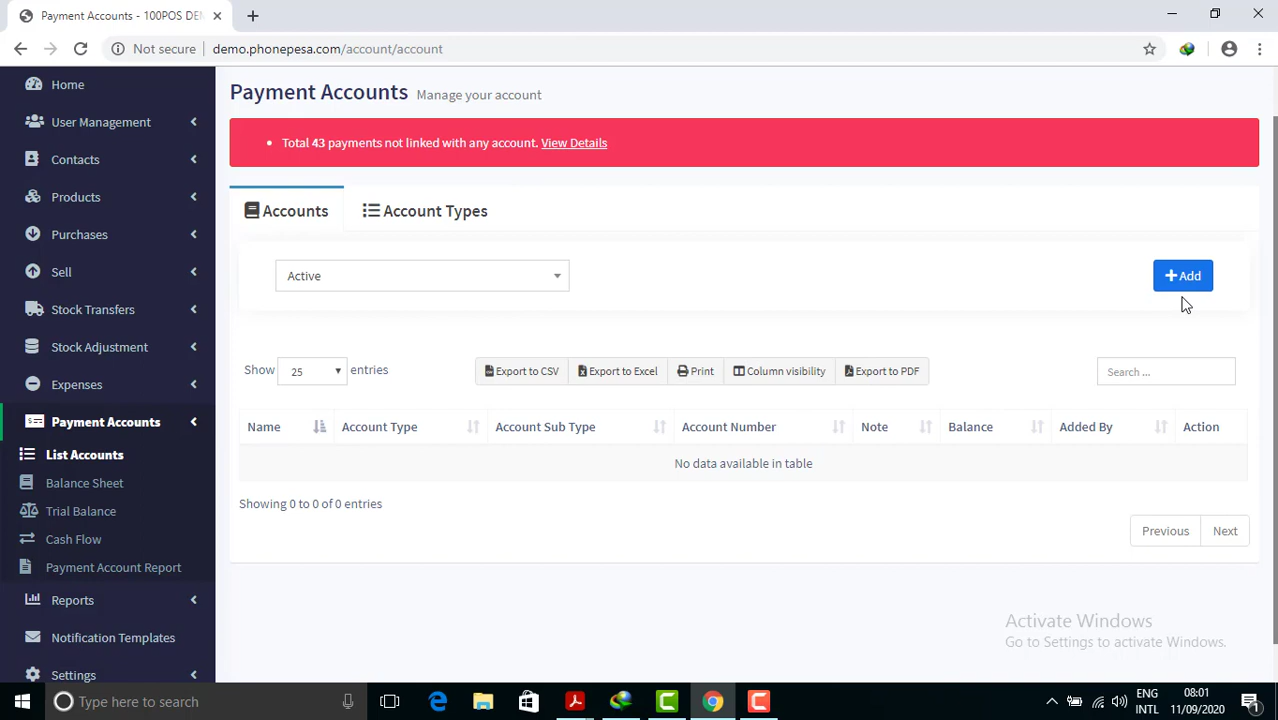 Payment Accounts - 100POS DEM
Not secure
demo.phonepesa.com/account/account
Home
User Management
Contacts
Products
Purchases
Sell
Stock Transfers
Stock Adjustment
Expenses
Payment Accounts
List Accounts
Balance Sheet
Trial Balance
Cash Flow
Payment Account Report
Reports
Notification Templates
Settings
Payment Accounts Manage your account
Total 43 payments not linked with any account. View Details
Accounts
Account Types
Active
Add
Show 25 entries
Export to CSV
Export to Excel
Print
Column visibility
Export to PDF
Search ...
Name
Account Type
Account Sub Type
Account Number
Note
Balance
Added By
Action
No data available in table
Showing 0 to 0 of 0 entries
Previous
Next
Activate Windows
Go to Settings to activate Windows.
Type here to search
ENG
INTL
08:01
11/09/2020
1